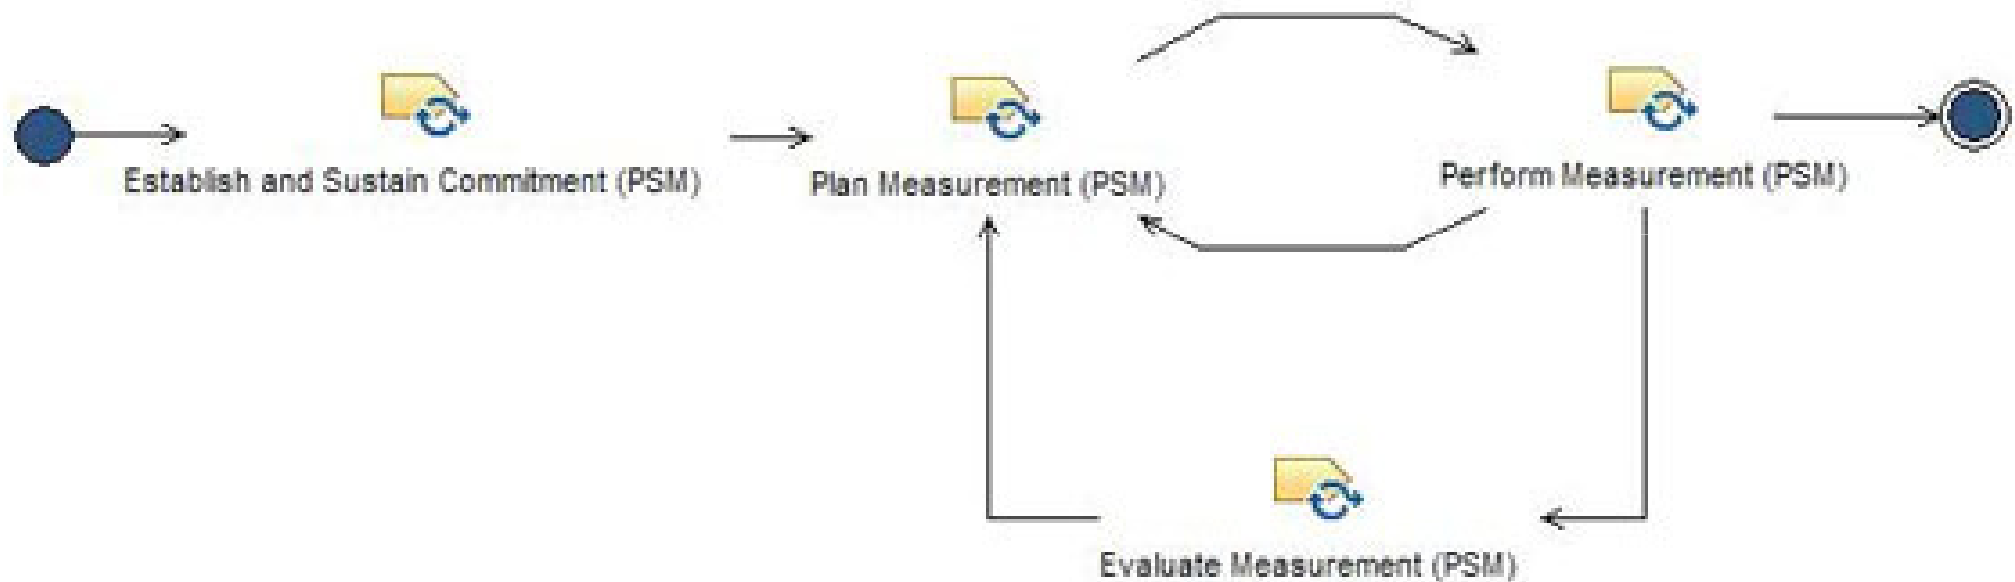 Establish and Sustain Commitment (PSM)
Plan Measurement (PSM)
Perform Measurement (PSM)
Evaluate Measurement (PSM)